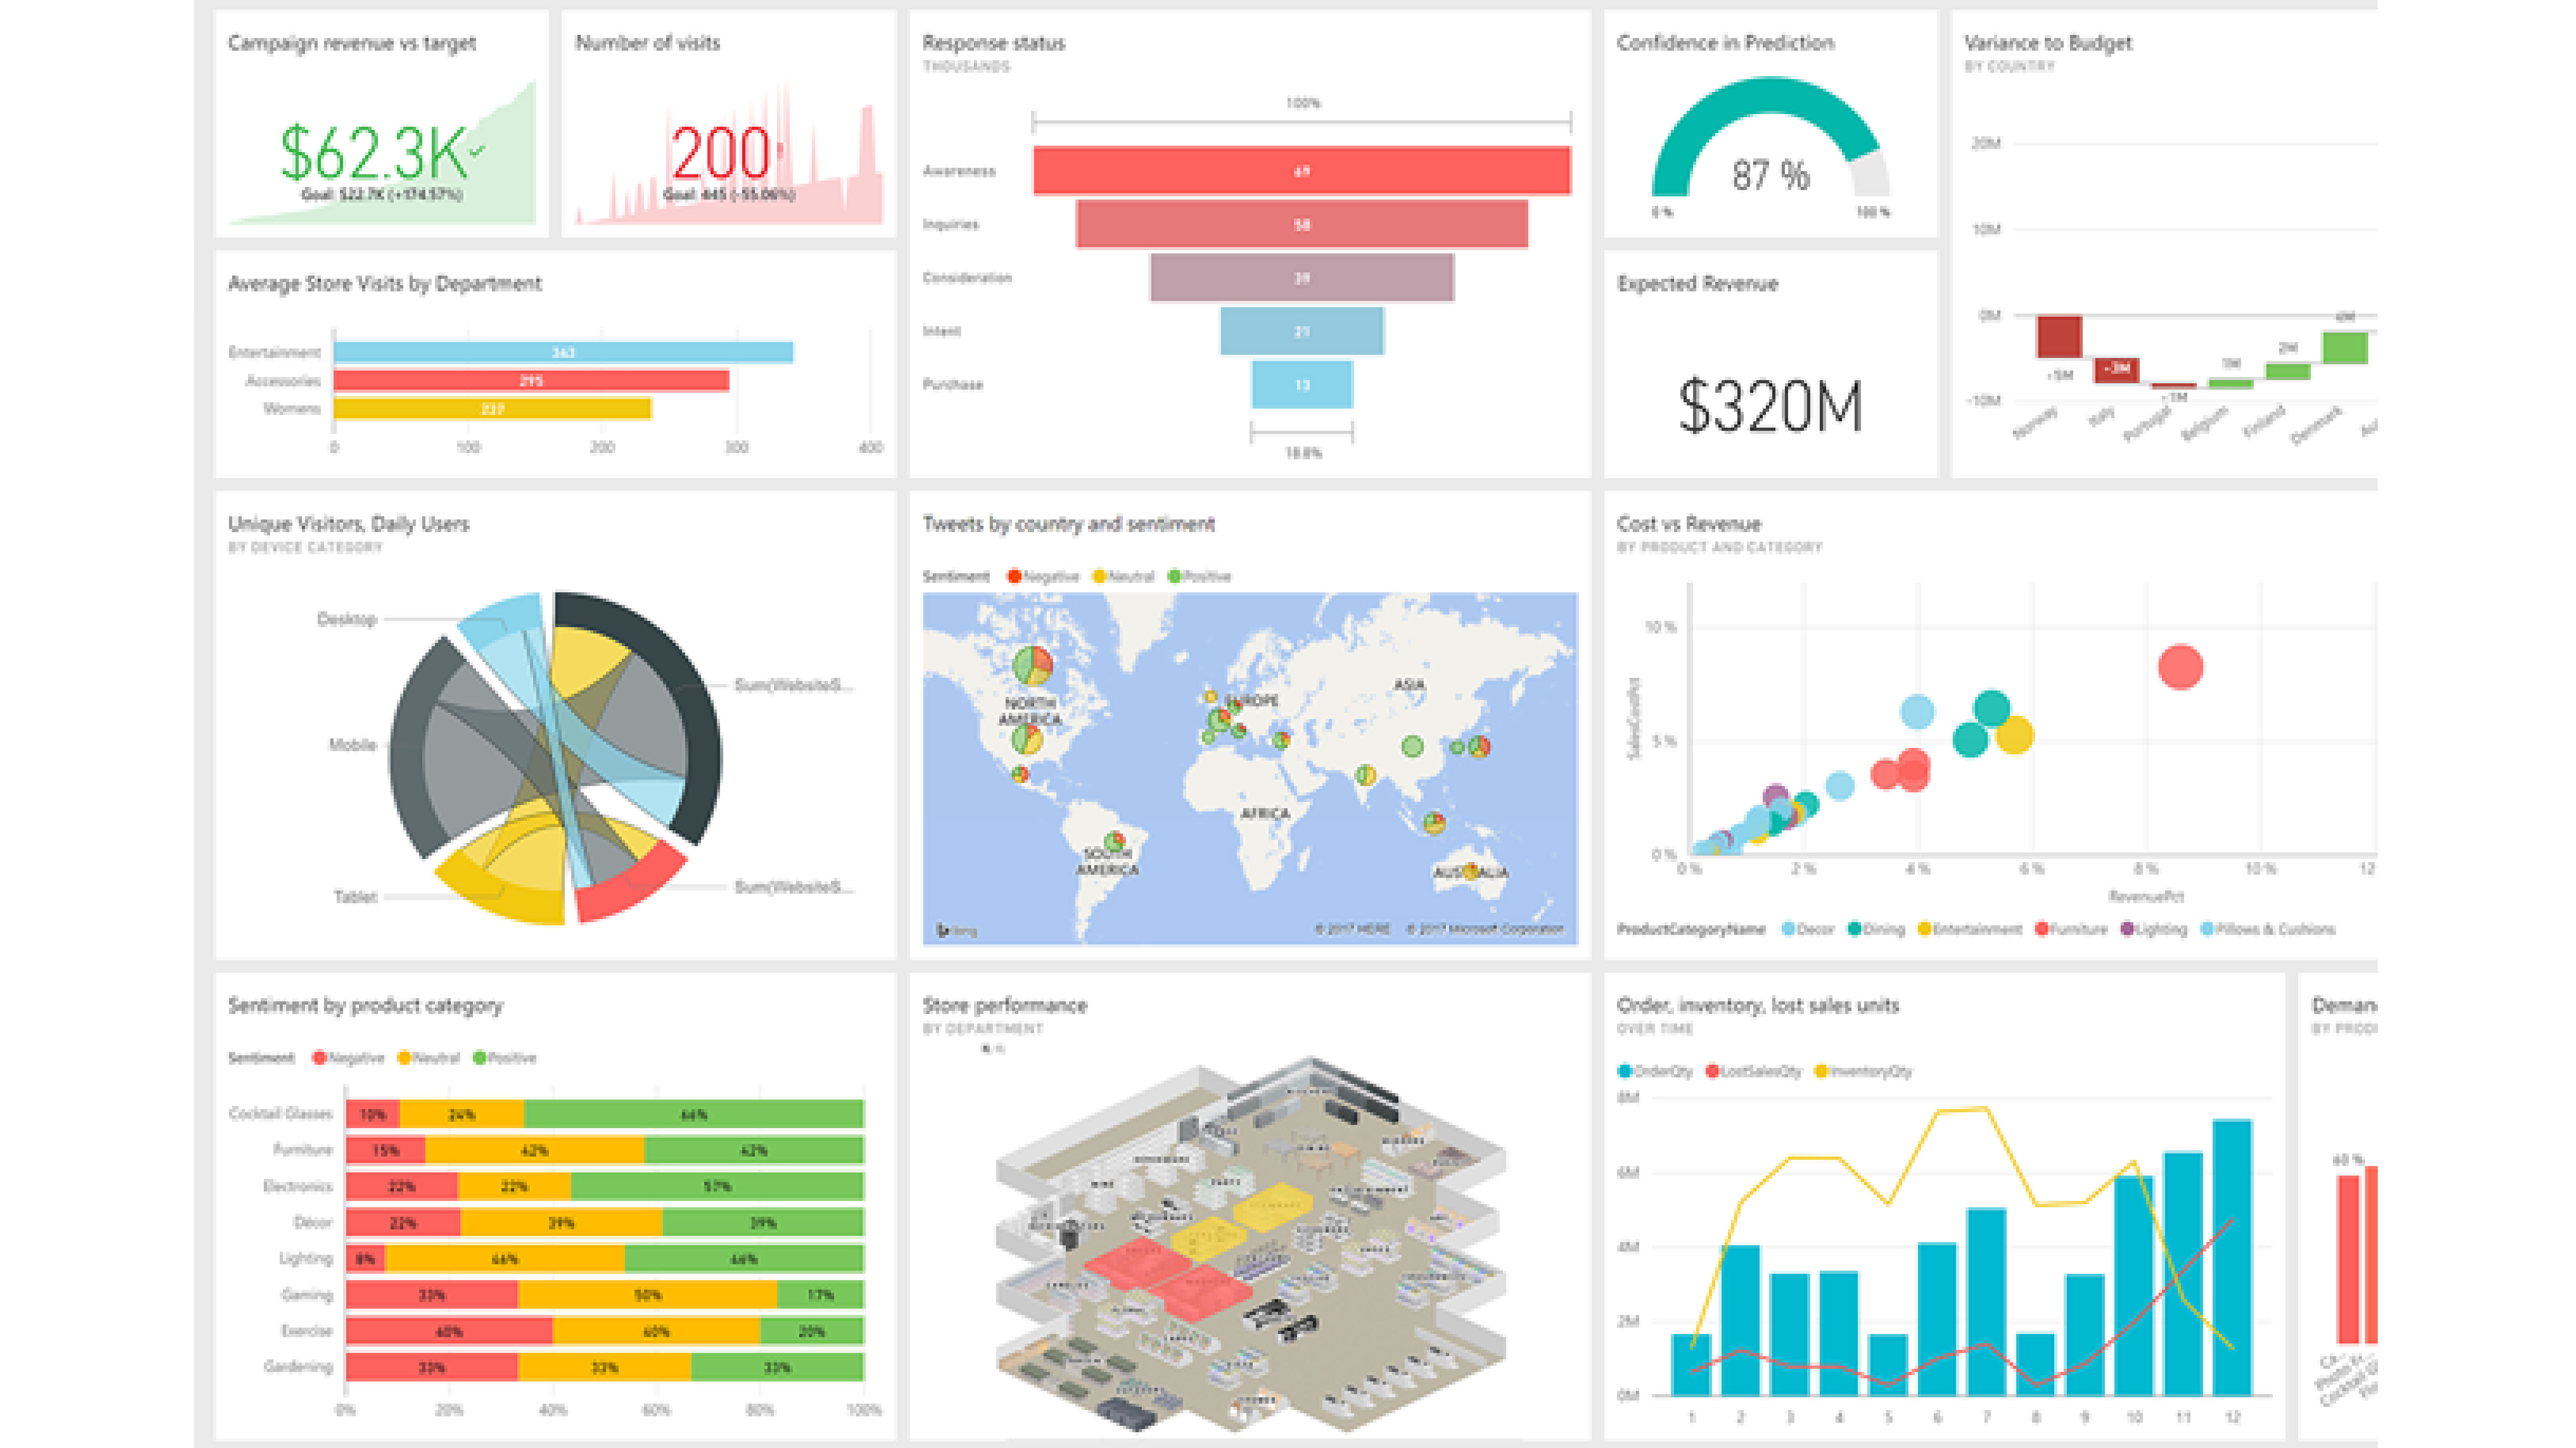 Campaign revenue vs target
$62.3K
Goal: $22.7K (+174.57%)
Number of visits
200
Goal: 445 (-55.06%)
Average Store Visits by Department
Entertainment
343
Accessories
295
Womens
237
0 100 200 300 400
Response status
THOUSANDS
100%
Awareness
69
Inquiries
58
Consideration
39
Intent
21
Purchase
13
18.8%
Confidence in Prediction
87 %
0 % 100 %
Expected Revenue
$320M
Variance to Budget
BY COUNTRY
20M
10M
0M
-10M
-5M
-3M
-1M
1M
2M
Norway
Italy
Portugal
Belgium
Finland
Denmark
Unique Visitors, Daily Users
BY DEVICE CATEGORY
Desktop
Mobile
Tablet
Sum(WebsiteS...
Sum(WebsiteS...
Tweets by country and sentiment
Sentiment Negative Neutral Positive
NORTH
AMERICA
EUROPE
ASIA
AFRICA
SOUTH
AMERICA
AUSTRALIA
bing
© 2017 HERE © 2017 Microsoft Corporation
Cost vs Revenue
BY PRODUCT AND CATEGORY
SalesCostPct
10 %
5 %
0 %
0 % 2 % 4 % 6 % 8 % 10 % 12
RevenuePct
ProductCategoryName Decor Dining Entertainment Furniture Lighting Pillows & Cushions
Sentiment by product category
Sentiment Negative Neutral Positive
Cocktail Glasses 10% 24% 66%
Furniture 15% 42% 42%
Electronics 22% 22% 57%
Décor 22% 39% 39%
Lighting 8% 46% 46%
Gaming 33% 50% 17%
Exercise 40% 40% 20%
Gardening 33% 33% 33%
0% 20% 40% 60% 80% 100%
Store performance
BY DEPARTMENT
Order, inventory, lost sales units
OVER TIME
OrderQty LostSalesQty InventoryQty
8M
6M
4M
2M
0M
1 2 3 4 5 6 7 8 9 10 11 12
Deman
BY PROD
60 %